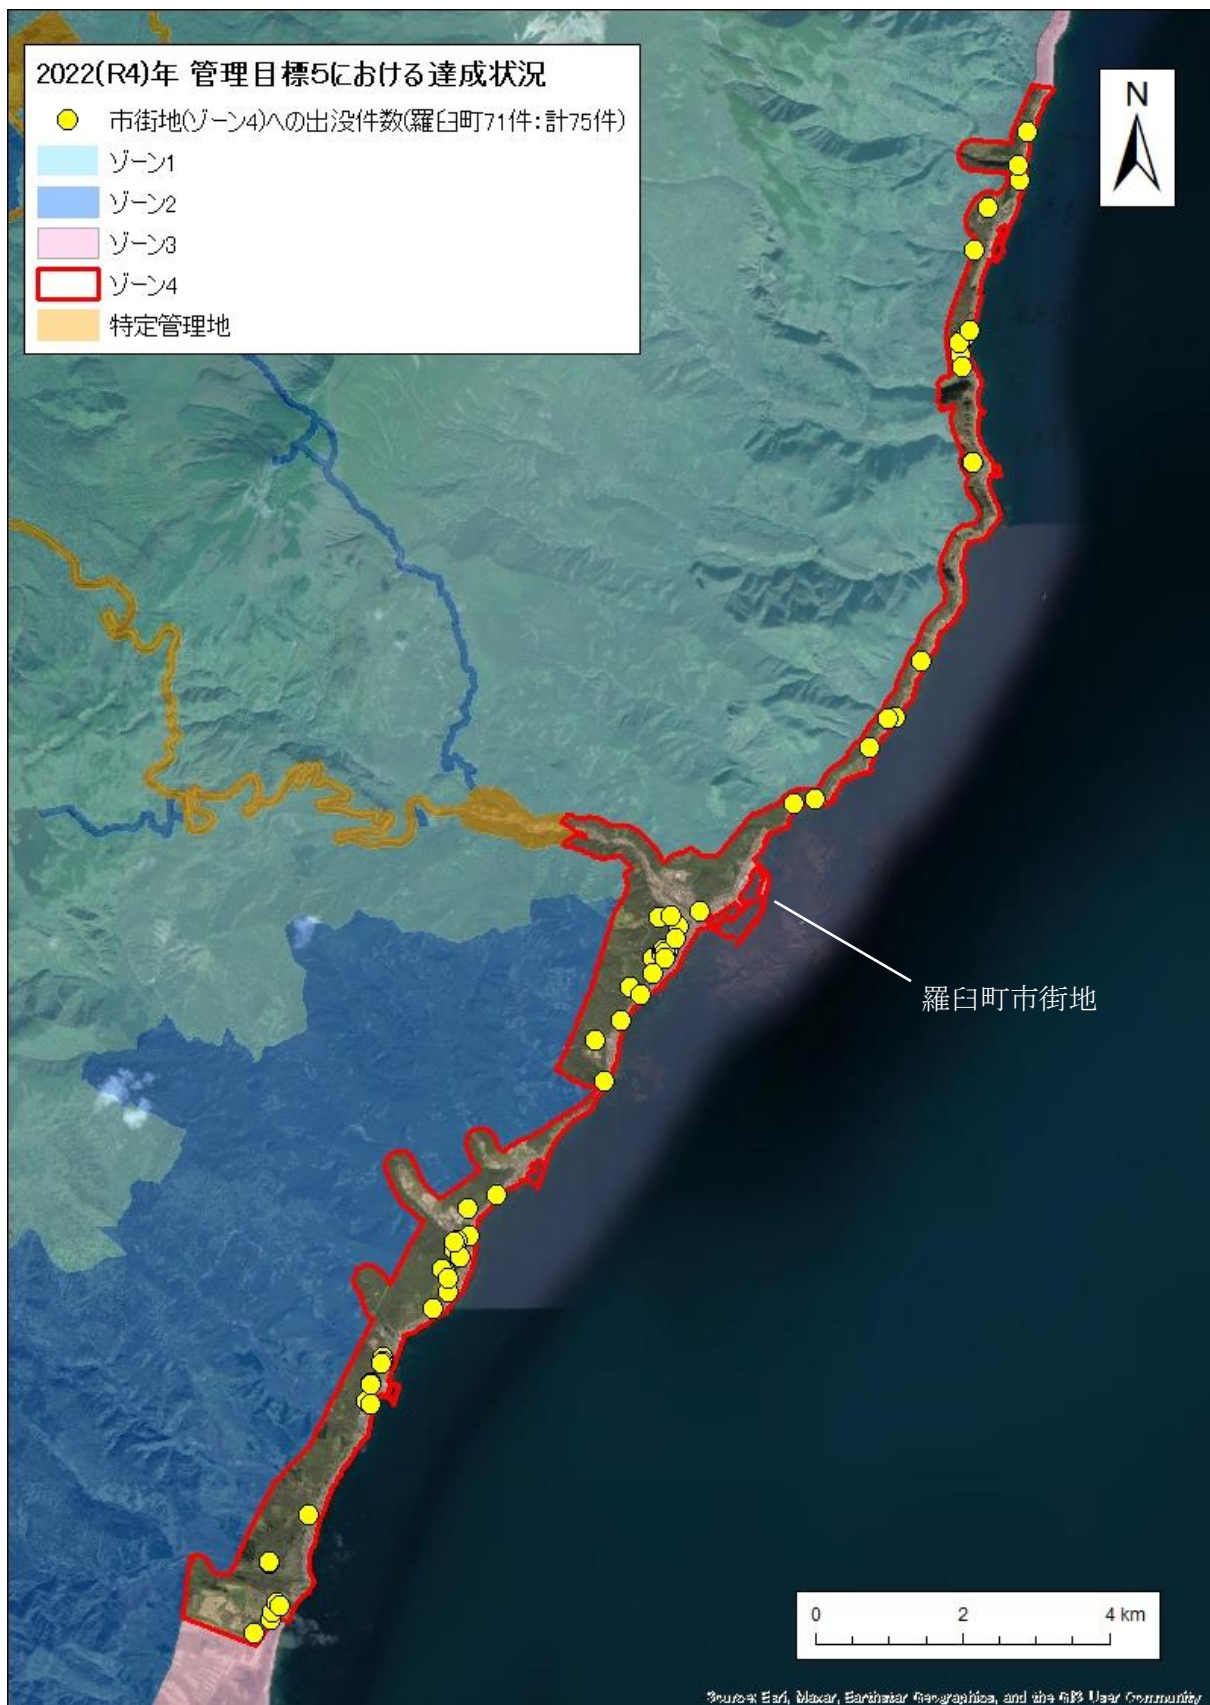 2022(R4)年 管理目標5における達成状況
市街地(ゾーン4)への出没件数(羅臼町71件:計75件)
ゾーン1
ゾーン2
ゾーン3
ゾーン4
特定管理地
N
羅臼町市街地
0 2 4 km
Source: Esri, Maxar, Earthstar Geographics, and the GIS User Community